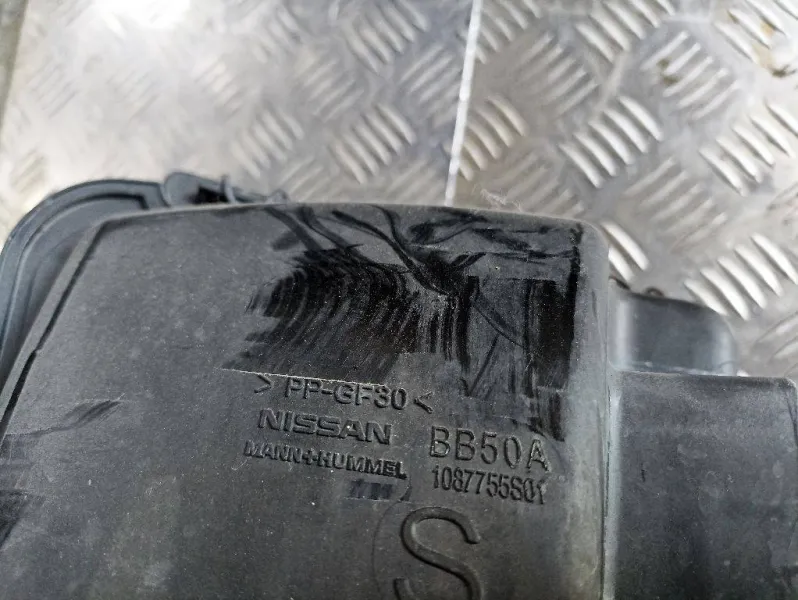 > PP-GF30 <
NISSAN BB50A
MANN+HUMMEL 1087755S01
S